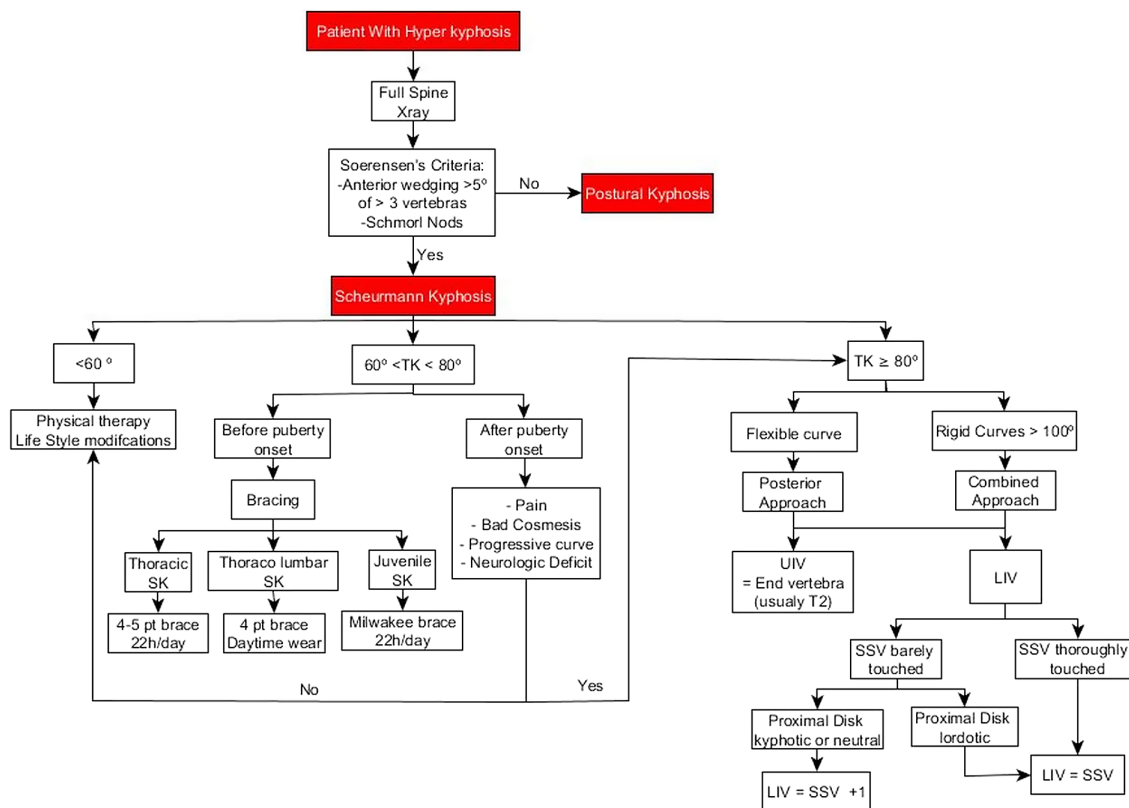 Patient With Hyper kyphosis
Full Spine
Xray
Soerensen's Criteria:
-Anterior wedging >5º
of > 3 vertebras
-Schmorl Nods
No
Postural Kyphosis
Yes
Scheurmann Kyphosis
<60 º
60º <TK < 80º
TK ≥ 80º
Physical therapy
Life Style modifcations
Before puberty
onset
After puberty
onset
Flexible curve
Rigid Curves > 100º
Bracing
- Pain
- Bad Cosmesis
- Progressive curve
- Neurologic Deficit
Posterior
Approach
Combined
Approach
Thoracic
SK
Thoraco lumbar
SK
Juvenile
SK
UIV
= End vertebra
(usualy T2)
LIV
4-5 pt brace
22h/day
4 pt brace
Daytime wear
Milwakee brace
22h/day
SSV barely
touched
SSV thoroughly
touched
No
Yes
Proximal Disk
kyphotic or neutral
Proximal Disk
lordotic
LIV = SSV +1
LIV = SSV